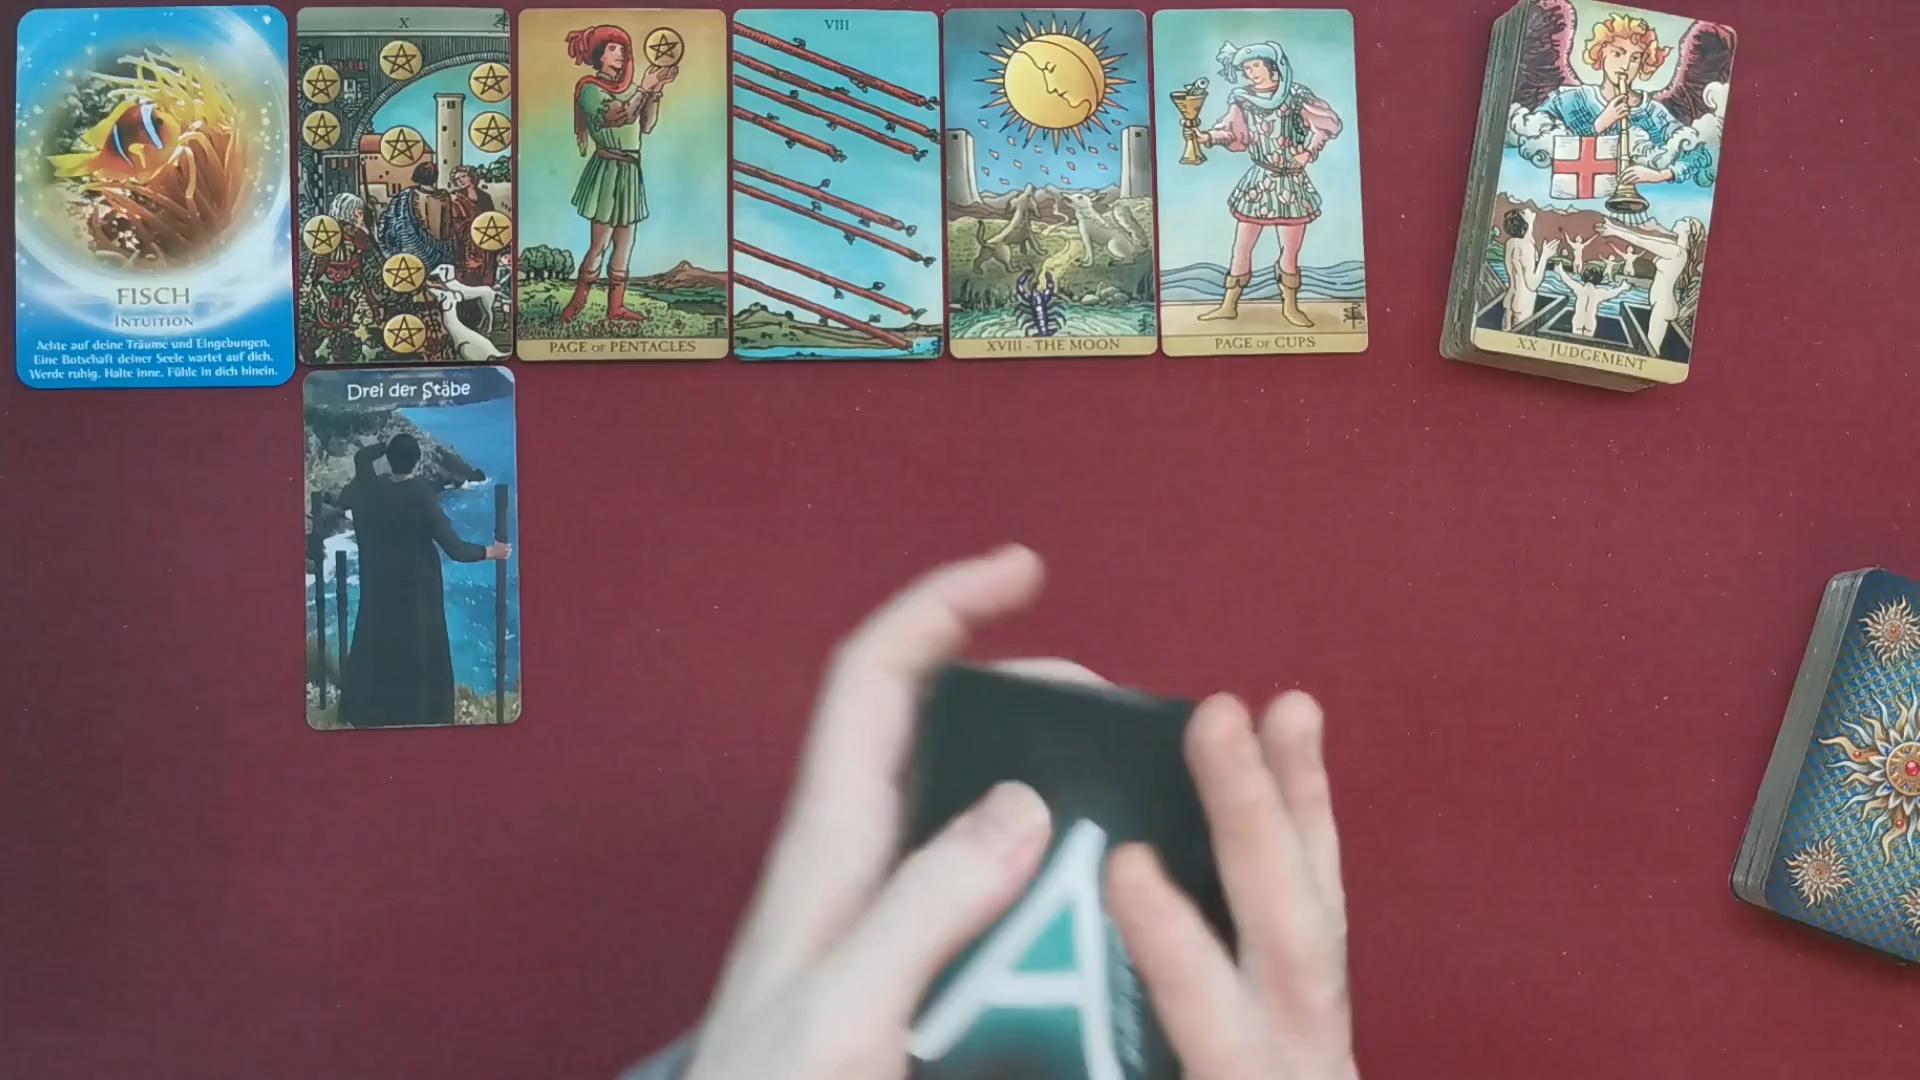 FISCH
INTUITION
Achte auf deine Träume und Eingebungen.
Eine Botschaft deiner Seele wartet auf dich.
Werde ruhig. Halte inne. Fühle in dich hinein.
X
PAGE OF PENTACLES
VIII
XVIII - THE MOON
PAGE OF CUPS
XX - JUDGEMENT
Drei der Stäbe
A